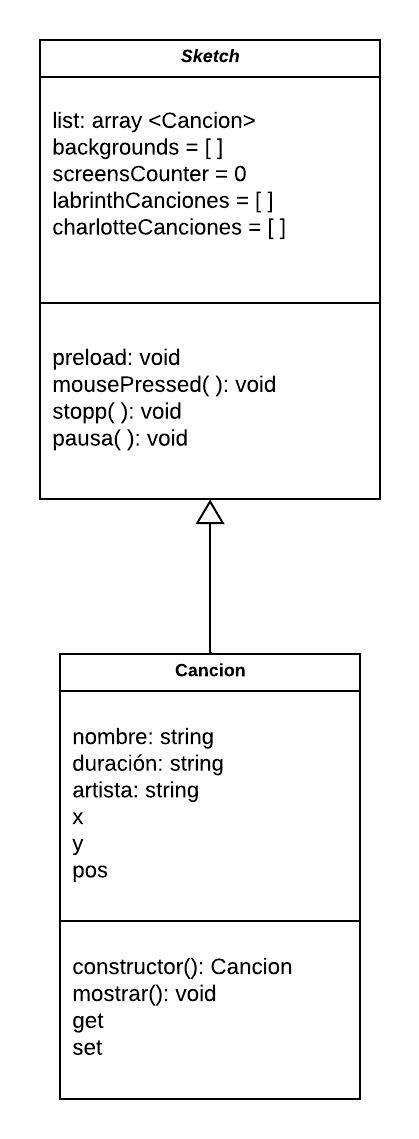 Sketch
list: array <Cancion>
backgrounds = [ ]
screensCounter = 0
labrinthCanciones = [ ]
charlotteCanciones = [ ]
preload: void
mousePressed( ): void
stopp( ): void
pausa( ): void
Cancion
nombre: string
duración: string
artista: string
x
y
pos
constructor(): Cancion
mostrar(): void
get
set